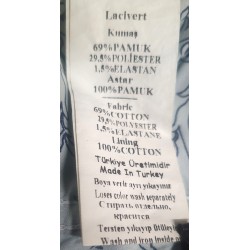 Lacivert
Kumaş
69%PAMUK
29.5%POLİESTER
1.5%ELASTAN
Astar
100%PAMUK
Fabric
69%COTTON
29.5%POLYESTER
1.5%ELASTANE
Lining
100%COTTON
Türkiye Üretimidir
Made In Turkey
Boya verir ayrı yıkayınız
Loses color wash separately
Стирать отдельно,
красится
Tersten yıkayıp ütüleyiniz
Wash and iron inside out